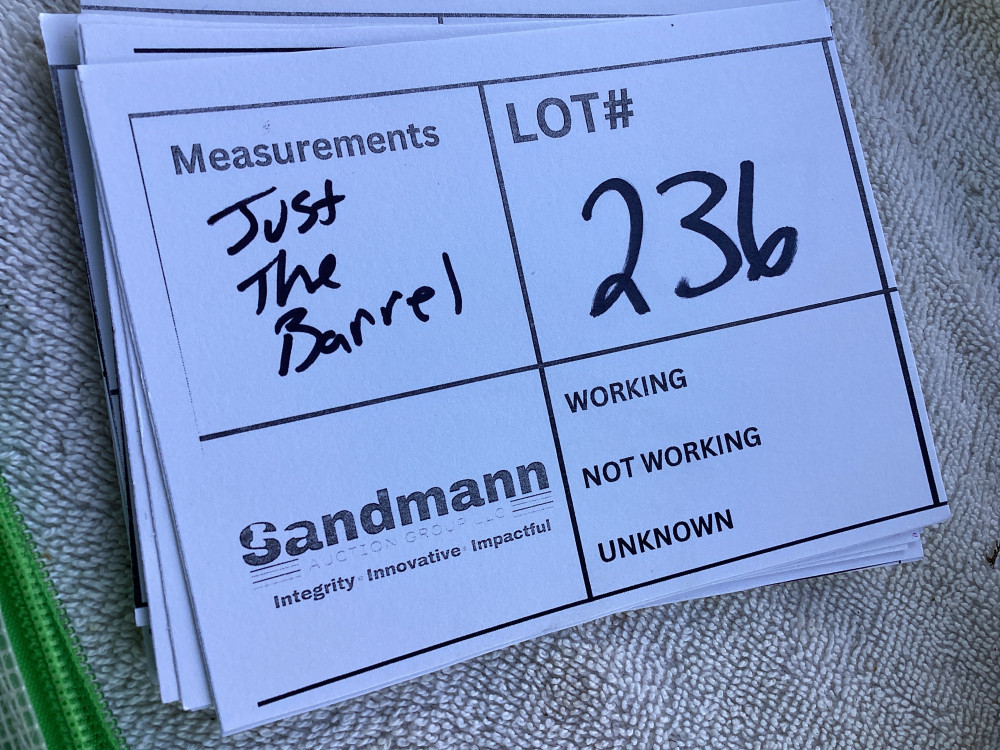 Measurements
Just
The
Barrel
LOT#
236
Sandmann
AUCTION GROUP LLC
Integrity Innovative Impactful
WORKING
NOT WORKING
UNKNOWN